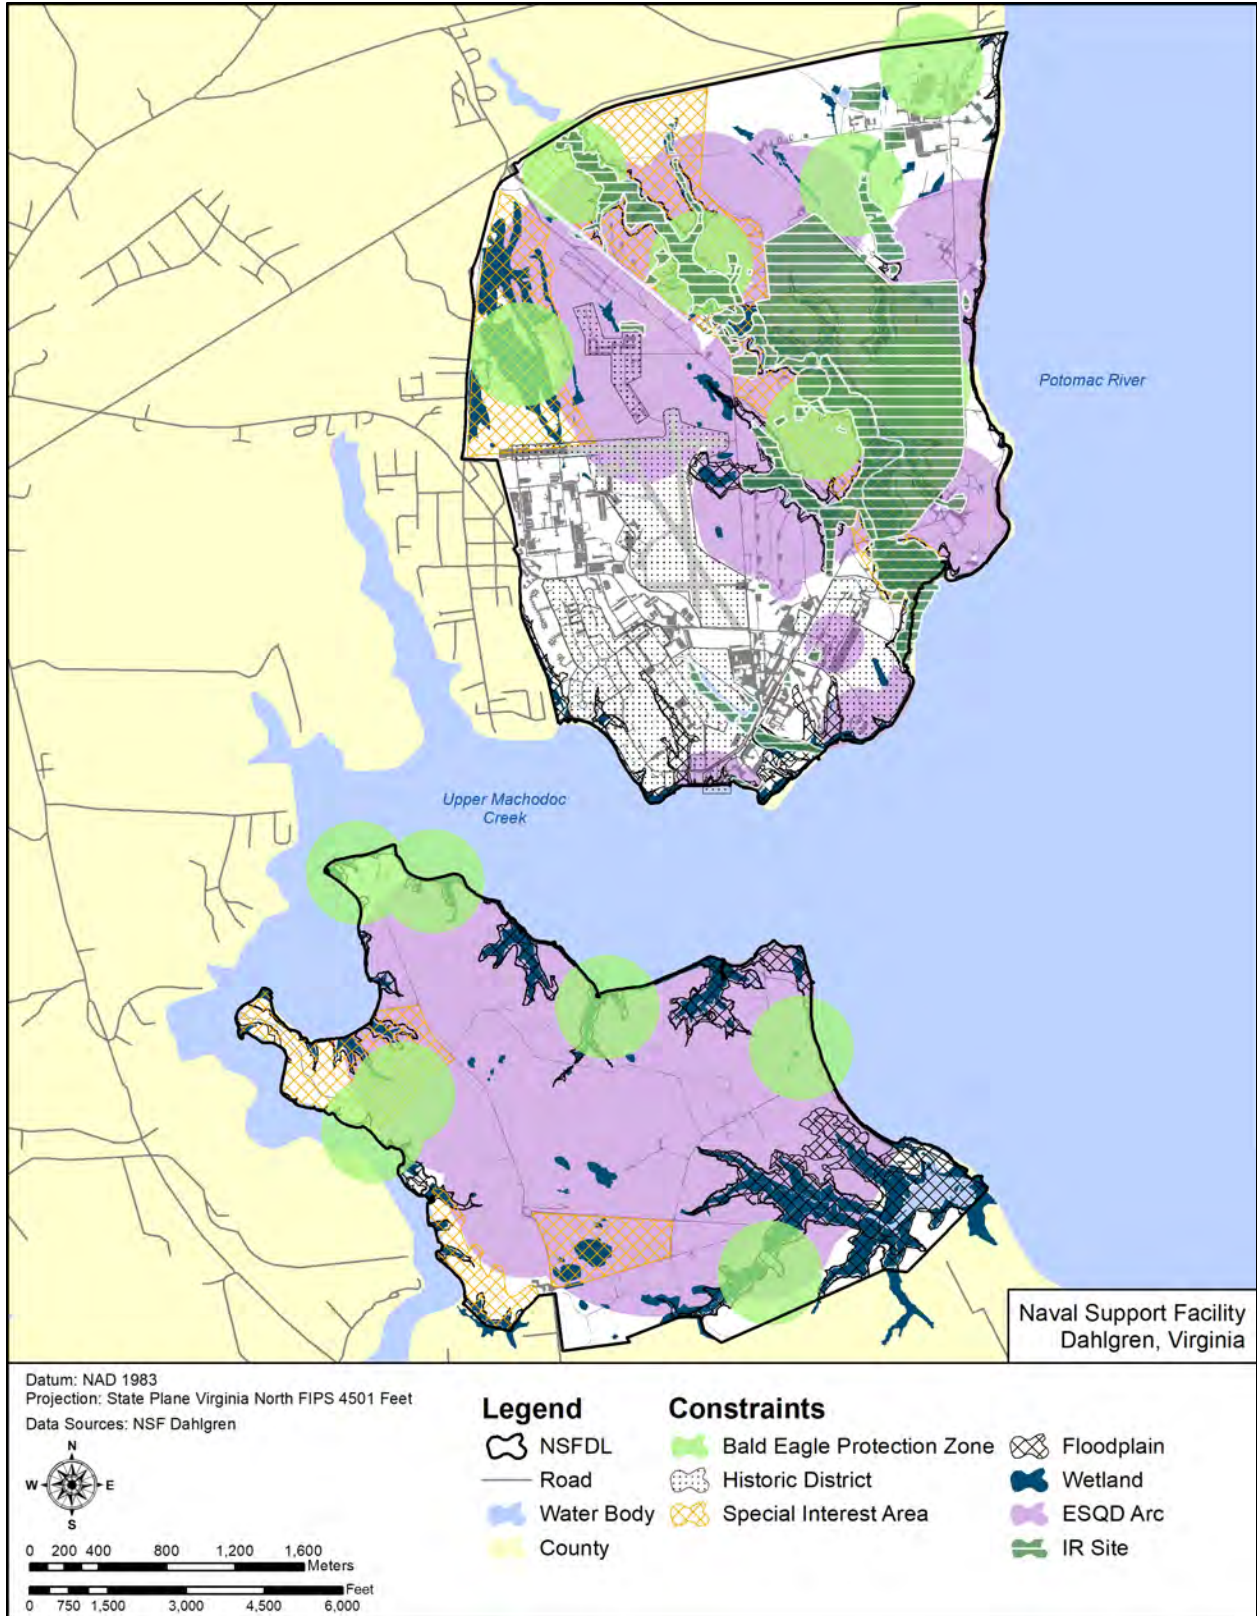 Potomac River
Upper Machodoc
Creek
Naval Support Facility
Dahlgren, Virginia
Datum: NAD 1983
Projection: State Plane Virginia North FIPS 4501 Feet
Data Sources: NSF Dahlgren
N
W E
S
0 200 400 800 1,200 1,600
Meters
Feet
0 750 1,500 3,000 4,500 6,000
Legend
NSFDL
Road
Water Body
County
Constraints
Bald Eagle Protection Zone
Historic District
Special Interest Area
Floodplain
Wetland
ESQD Arc
IR Site